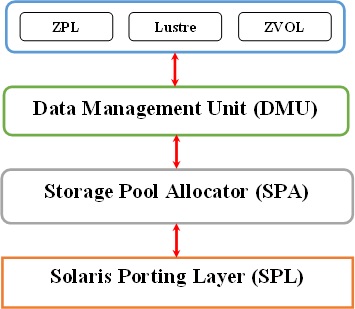 ZPL Lustre ZVOL
Data Management Unit (DMU)
Storage Pool Allocator (SPA)
Solaris Porting Layer (SPL)